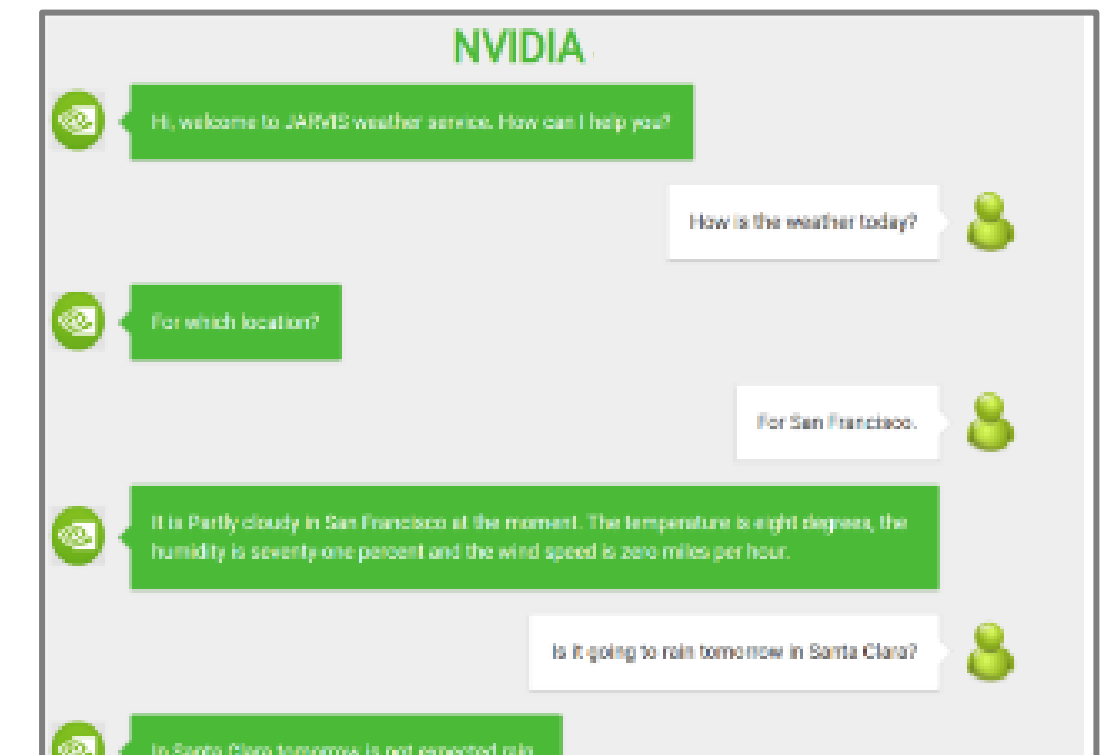 NVIDIA
Hi, welcome to JARVIS weather service. How can I help you?
How is the weather today?
For which location?
For San Francisco.
It is Partly cloudy in San Francisco at the moment. The temperature is eight degrees, the
humidity is seventy-one percent and the wind speed is zero miles per hour.
Is it going to rain tomorrow in Santa Clara?
In Santa Clara tomorrow is not expected rain.